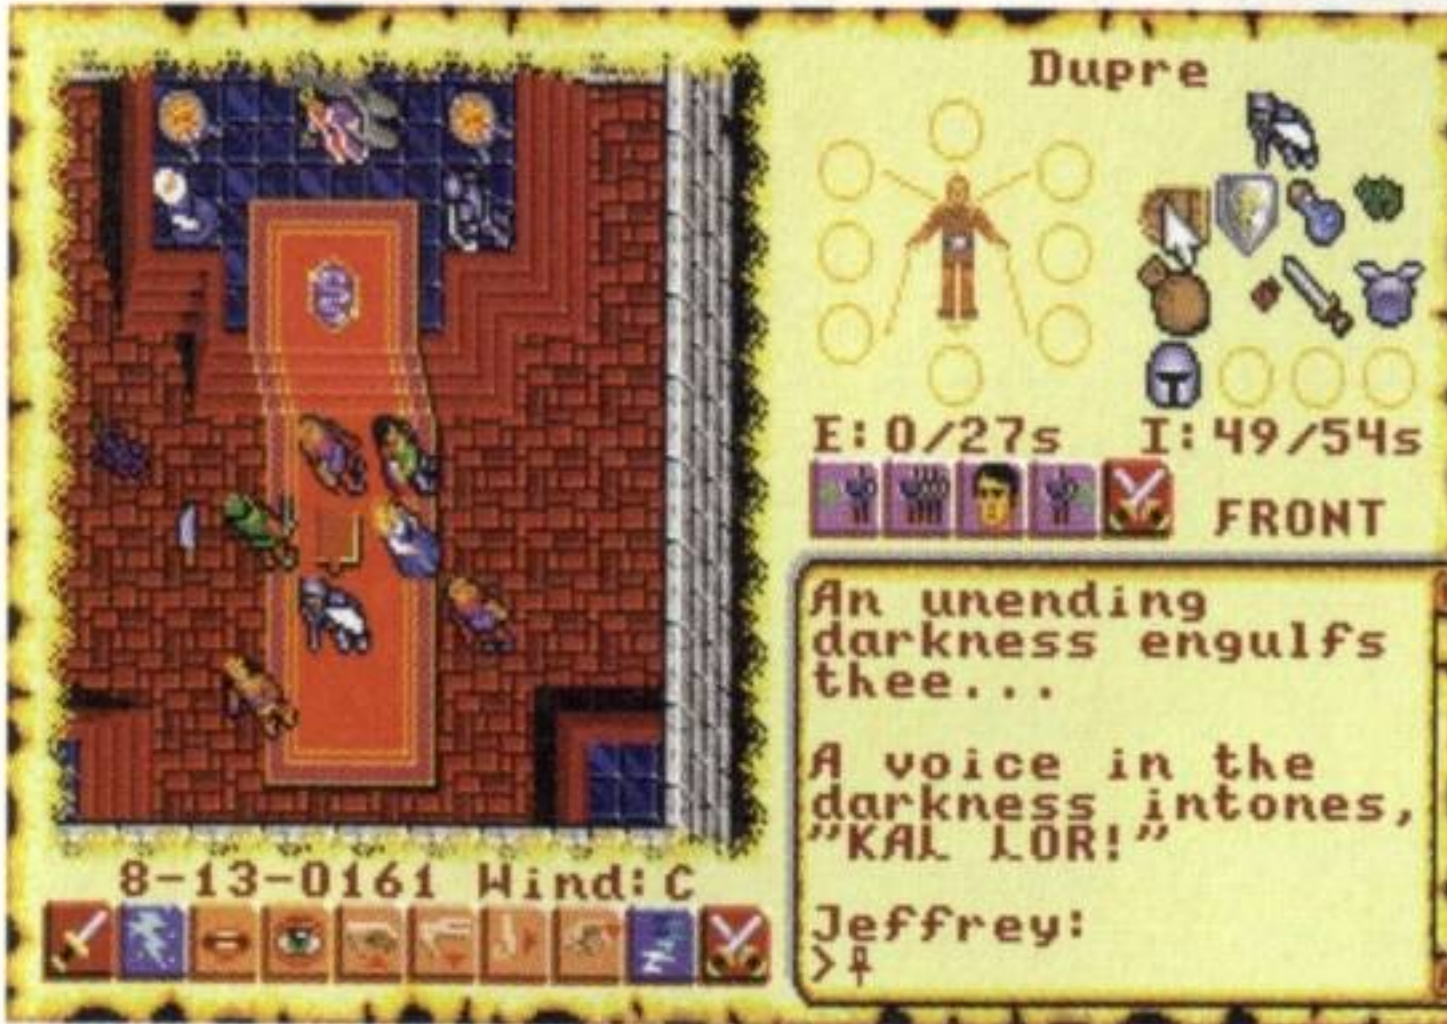 Dupre
E:0/27s I:49/54s
FRONT
An unending
darkness engulfs
thee...
A voice in the
darkness intones,
"KAL LOR!"
8-13-0161 Wind:C
Jeffrey:
>